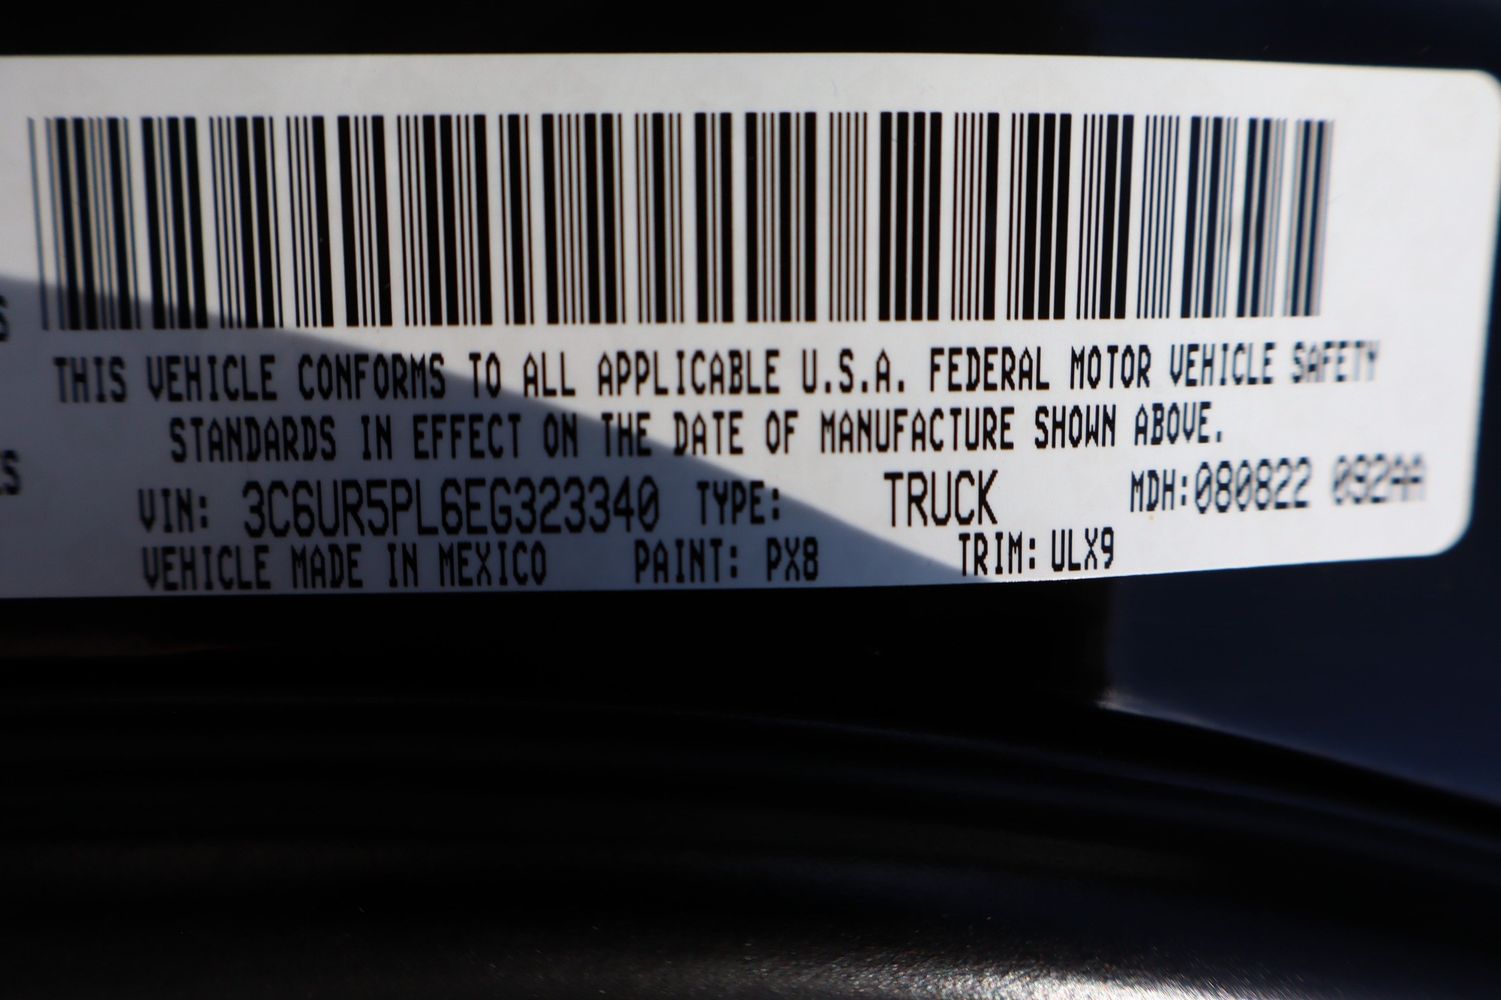 THIS VEHICLE CONFORMS TO ALL APPLICABLE U.S.A. FEDERAL MOTOR VEHICLE SAFETY
STANDARDS IN EFFECT ON THE DATE OF MANUFACTURE SHOWN ABOVE.
VIN: 3C6UR5PL6EG323340 TYPE: TRUCK MDH:080822 092AA
VEHICLE MADE IN MEXICO PAINT: PX8 TRIM: ULX9